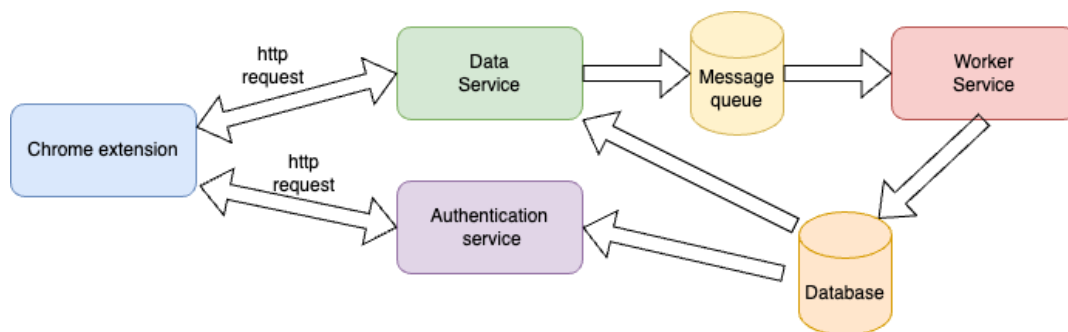 http
request
Data
Service
Message
queue
Worker
Service
Chrome extension
http
request
Authentication
service
Database